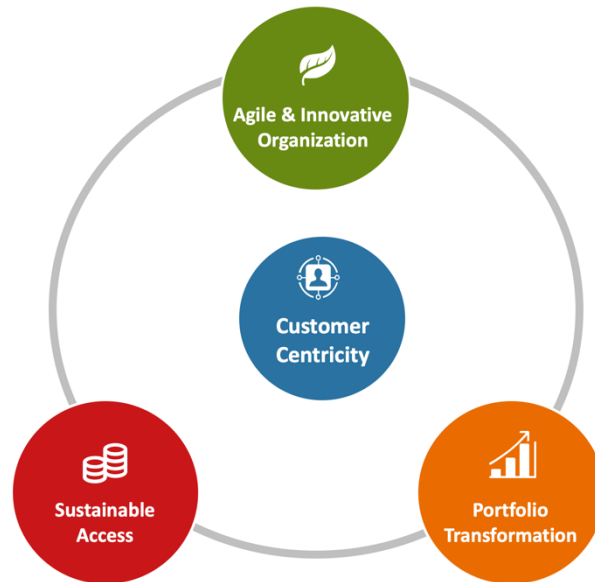 Agile & Innovative
Organization
Customer
Centricity
Sustainable
Access
Portfolio
Transformation